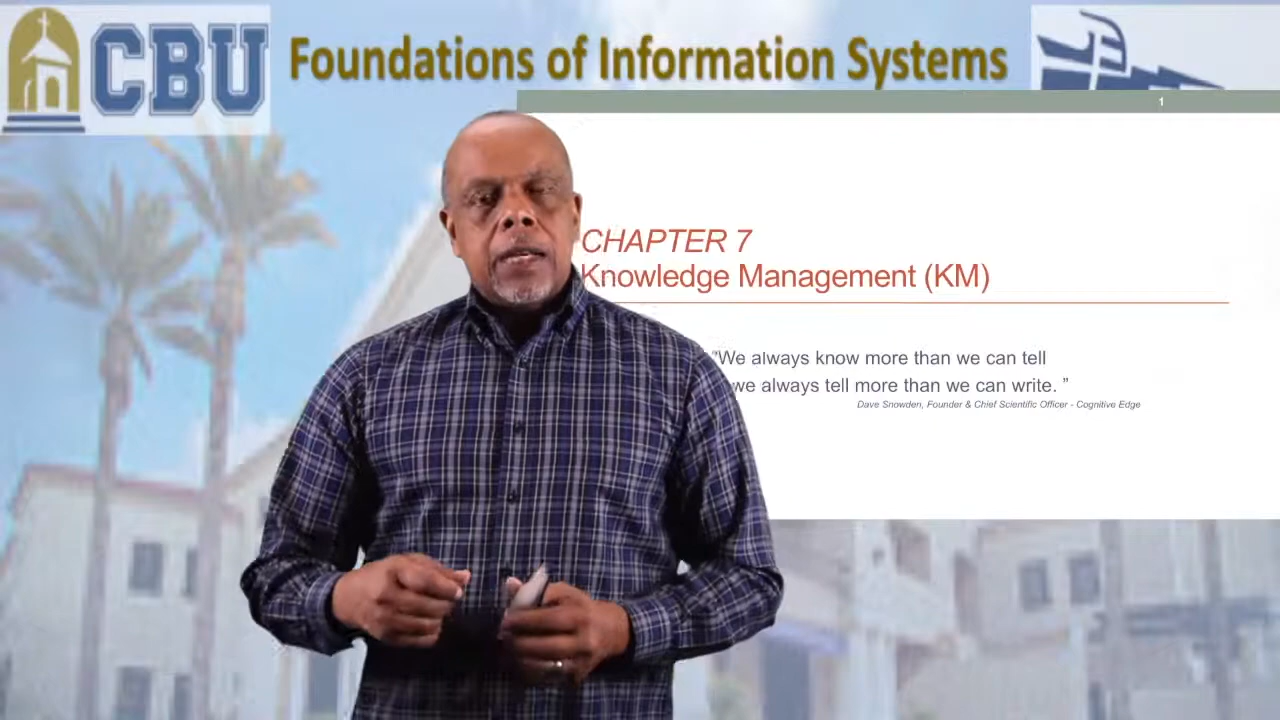 CBU
Foundations of Information Systems
1
CHAPTER 7
Knowledge Management (KM)
"We always know more than we can tell
we always tell more than we can write. ”
Dave Snowden, Founder & Chief Scientific Officer - Cognitive Edge